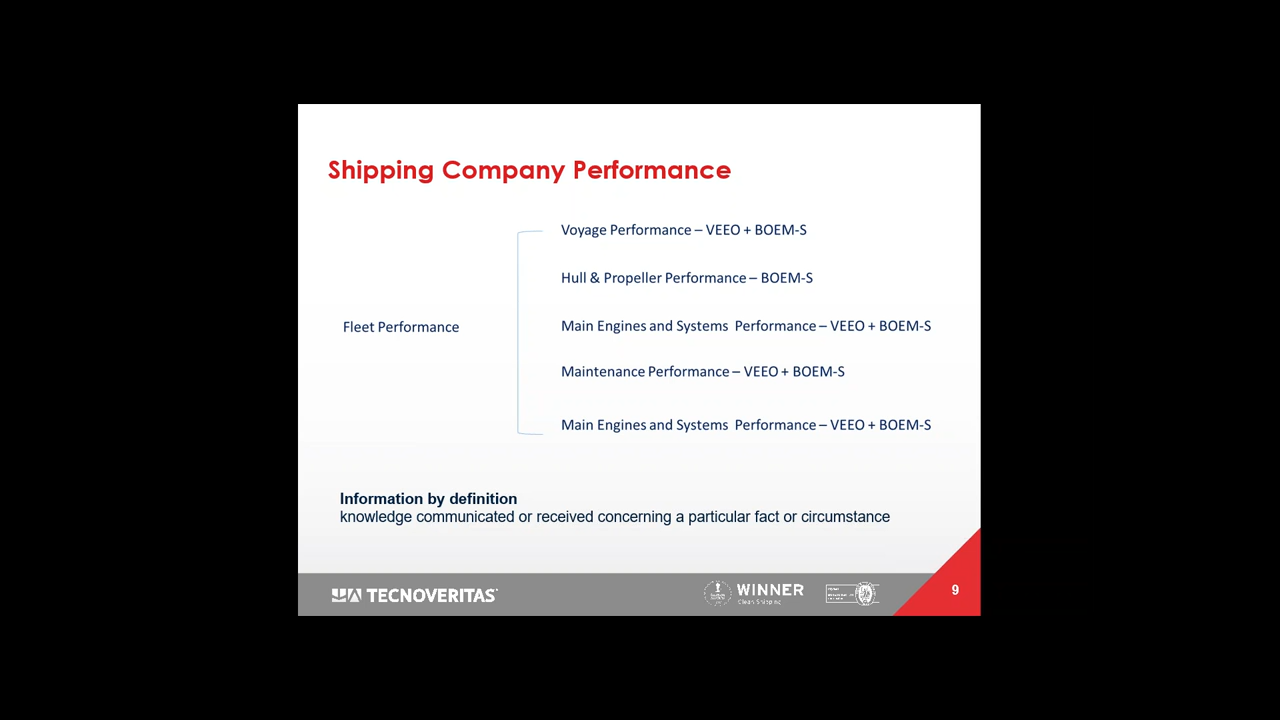 Shipping Company Performance
Voyage Performance – VEEO + BOEM-S
Hull & Propeller Performance – BOEM-S
Fleet Performance
Main Engines and Systems Performance – VEEO + BOEM-S
Maintenance Performance – VEEO + BOEM-S
Main Engines and Systems Performance – VEEO + BOEM-S
Information by definition
knowledge communicated or received concerning a particular fact or circumstance
TECNOVERITAS
WINNER
Clean Shipping
9